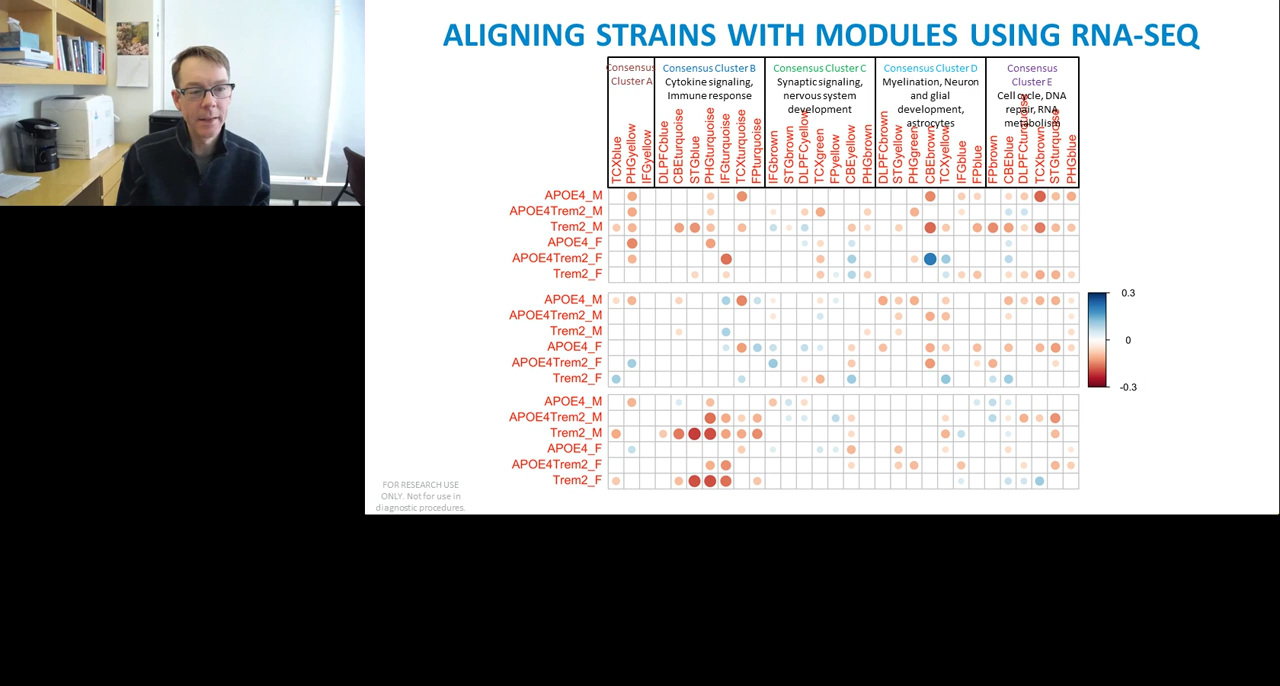 ALIGNING STRAINS WITH MODULES USING RNA-SEQ
Consensus
Cluster A
Consensus Cluster B
Cytokine signaling,
Immune response
Consensus Cluster C
Synaptic signaling,
nervous system
development
Consensus Cluster D
Myelination, Neuron
and glial
development,
astrocytes
Consensus
Cluster E
Cell cycle, DNA
repair, RNA
metabolism
TCXblue
PHGyellow
IFGyellow
DLPFCblue
CBEturquoise
STGblue
PHGturquoise
IFGturquoise
TCXturquoise
FPturquoise
IFGbrown
STGbrown
DLPFCyellow
TCXgreen
FPyellow
CBEyellow
PHGbrown
DLPFCbrown
STGyellow
PHGgreen
CBEbrown
TCXyellow
IFGblue
FPblue
FPbrown
CBEblue
DLPFCturquoise
TCXbrown
STGturquoise
PHGblue
APOE4_M
APOE4Trem2_M
Trem2_M
APOE4_F
APOE4Trem2_F
Trem2_F
APOE4_M
APOE4Trem2_M
Trem2_M
APOE4_F
APOE4Trem2_F
Trem2_F
APOE4_M
APOE4Trem2_M
Trem2_M
APOE4_F
APOE4Trem2_F
Trem2_F
0.3
0
-0.3
FOR RESEARCH USE
ONLY. Not for use in
diagnostic procedures.